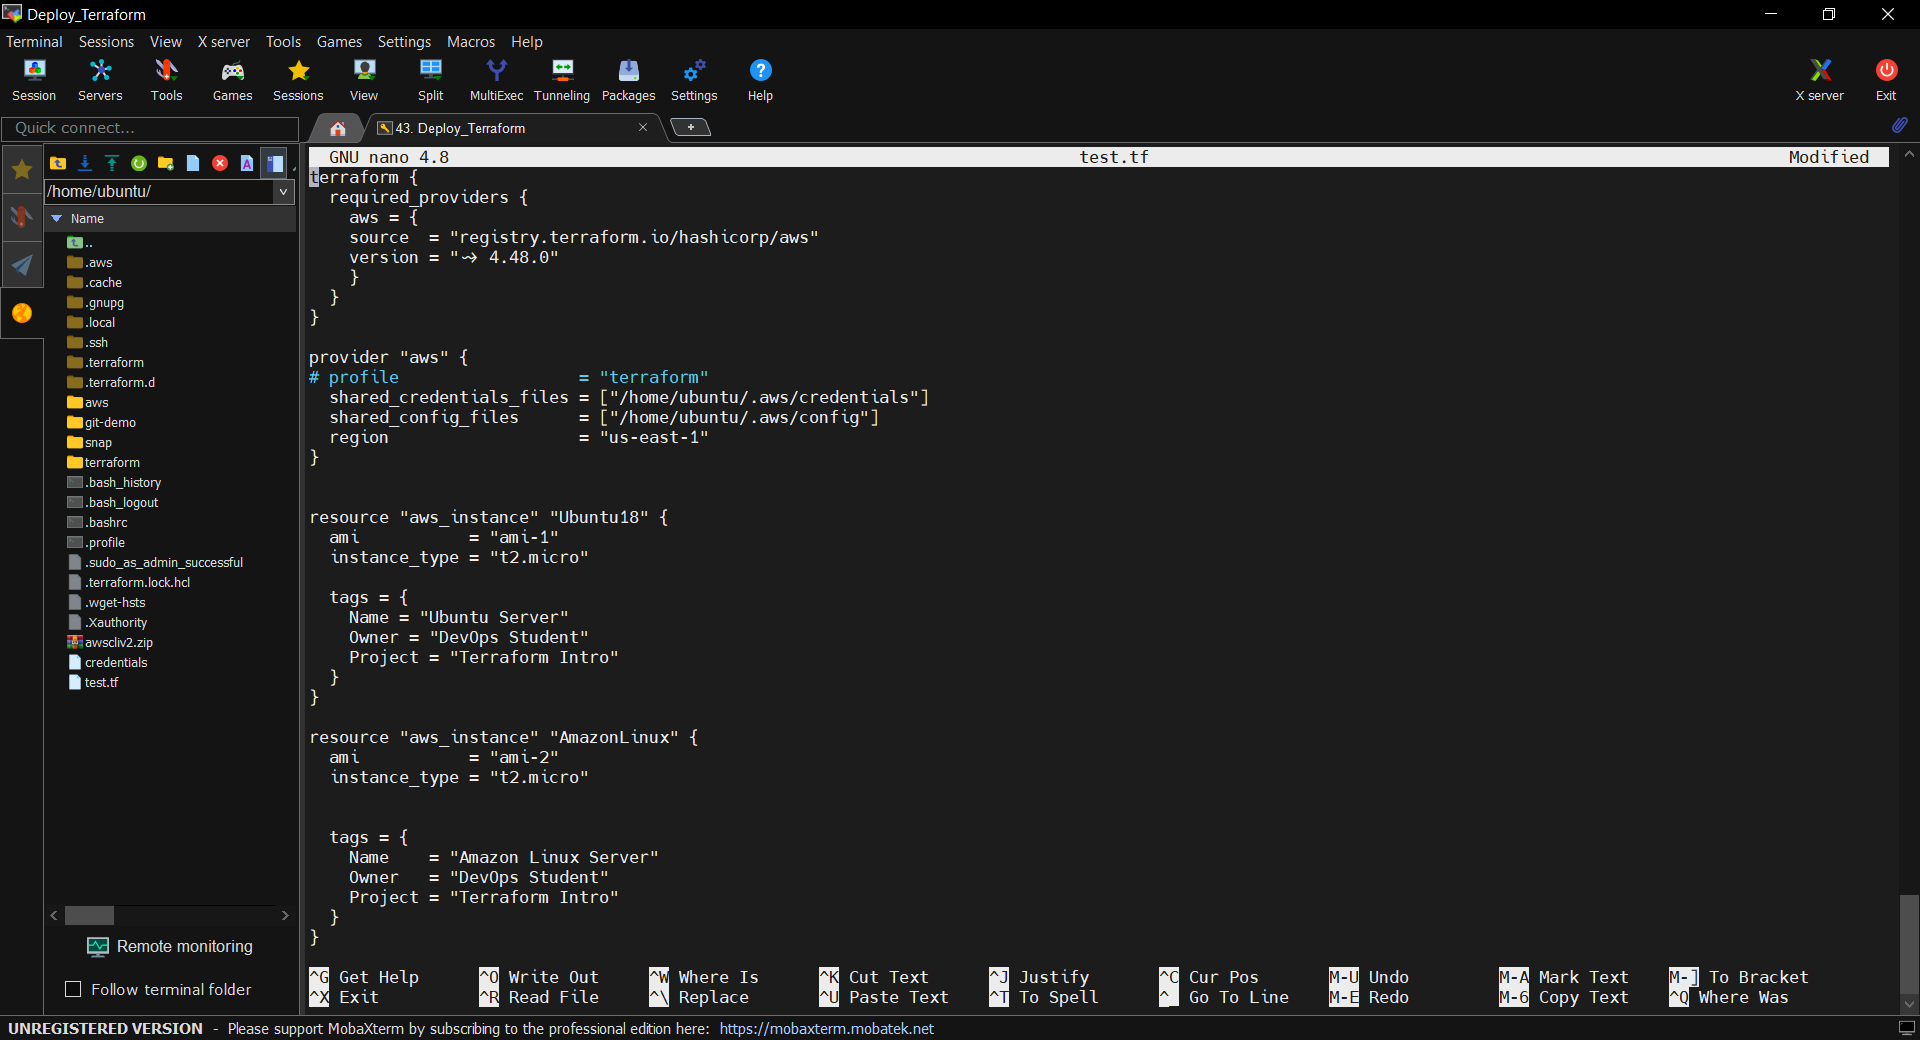 Deploy_Terraform
Terminal Sessions View X server Tools Games Settings Macros Help
Session Servers Tools Games Sessions View Split MultiExec Tunneling Packages Settings Help X server Exit
Quick connect...
43. Deploy_Terraform
/home/ubuntu/
Name
..
.aws
.cache
.gnupg
.local
.ssh
.terraform
.terraform.d
aws
git-demo
snap
terraform
.bash_history
.bash_logout
.bashrc
.profile
.sudo_as_admin_successful
.terraform.lock.hcl
.wget-hsts
.Xauthority
awscliv2.zip
credentials
test.tf
Remote monitoring
Follow terminal folder
GNU nano 4.8 test.tf Modified
terraform {
  required_providers {
    aws = {
    source  = "registry.terraform.io/hashicorp/aws"
    version = "~> 4.48.0"
    }
  }
}
provider "aws" {
# profile                  = "terraform"
  shared_credentials_files = ["/home/ubuntu/.aws/credentials"]
  shared_config_files      = ["/home/ubuntu/.aws/config"]
  region                   = "us-east-1"
}
resource "aws_instance" "Ubuntu18" {
  ami           = "ami-1"
  instance_type = "t2.micro"
  tags = {
    Name = "Ubuntu Server"
    Owner = "DevOps Student"
    Project = "Terraform Intro"
  }
}
resource "aws_instance" "AmazonLinux" {
  ami           = "ami-2"
  instance_type = "t2.micro"
  tags = {
    Name    = "Amazon Linux Server"
    Owner   = "DevOps Student"
    Project = "Terraform Intro"
  }
}
^G Get Help ^O Write Out ^W Where Is ^K Cut Text ^J Justify ^C Cur Pos M-U Undo M-A Mark Text M-] To Bracket
^X Exit ^R Read File ^\ Replace ^U Paste Text ^T To Spell ^_ Go To Line M-E Redo M-6 Copy Text ^Q Where Was
UNREGISTERED VERSION - Please support MobaXterm by subscribing to the professional edition here: https://mobaxterm.mobatek.net